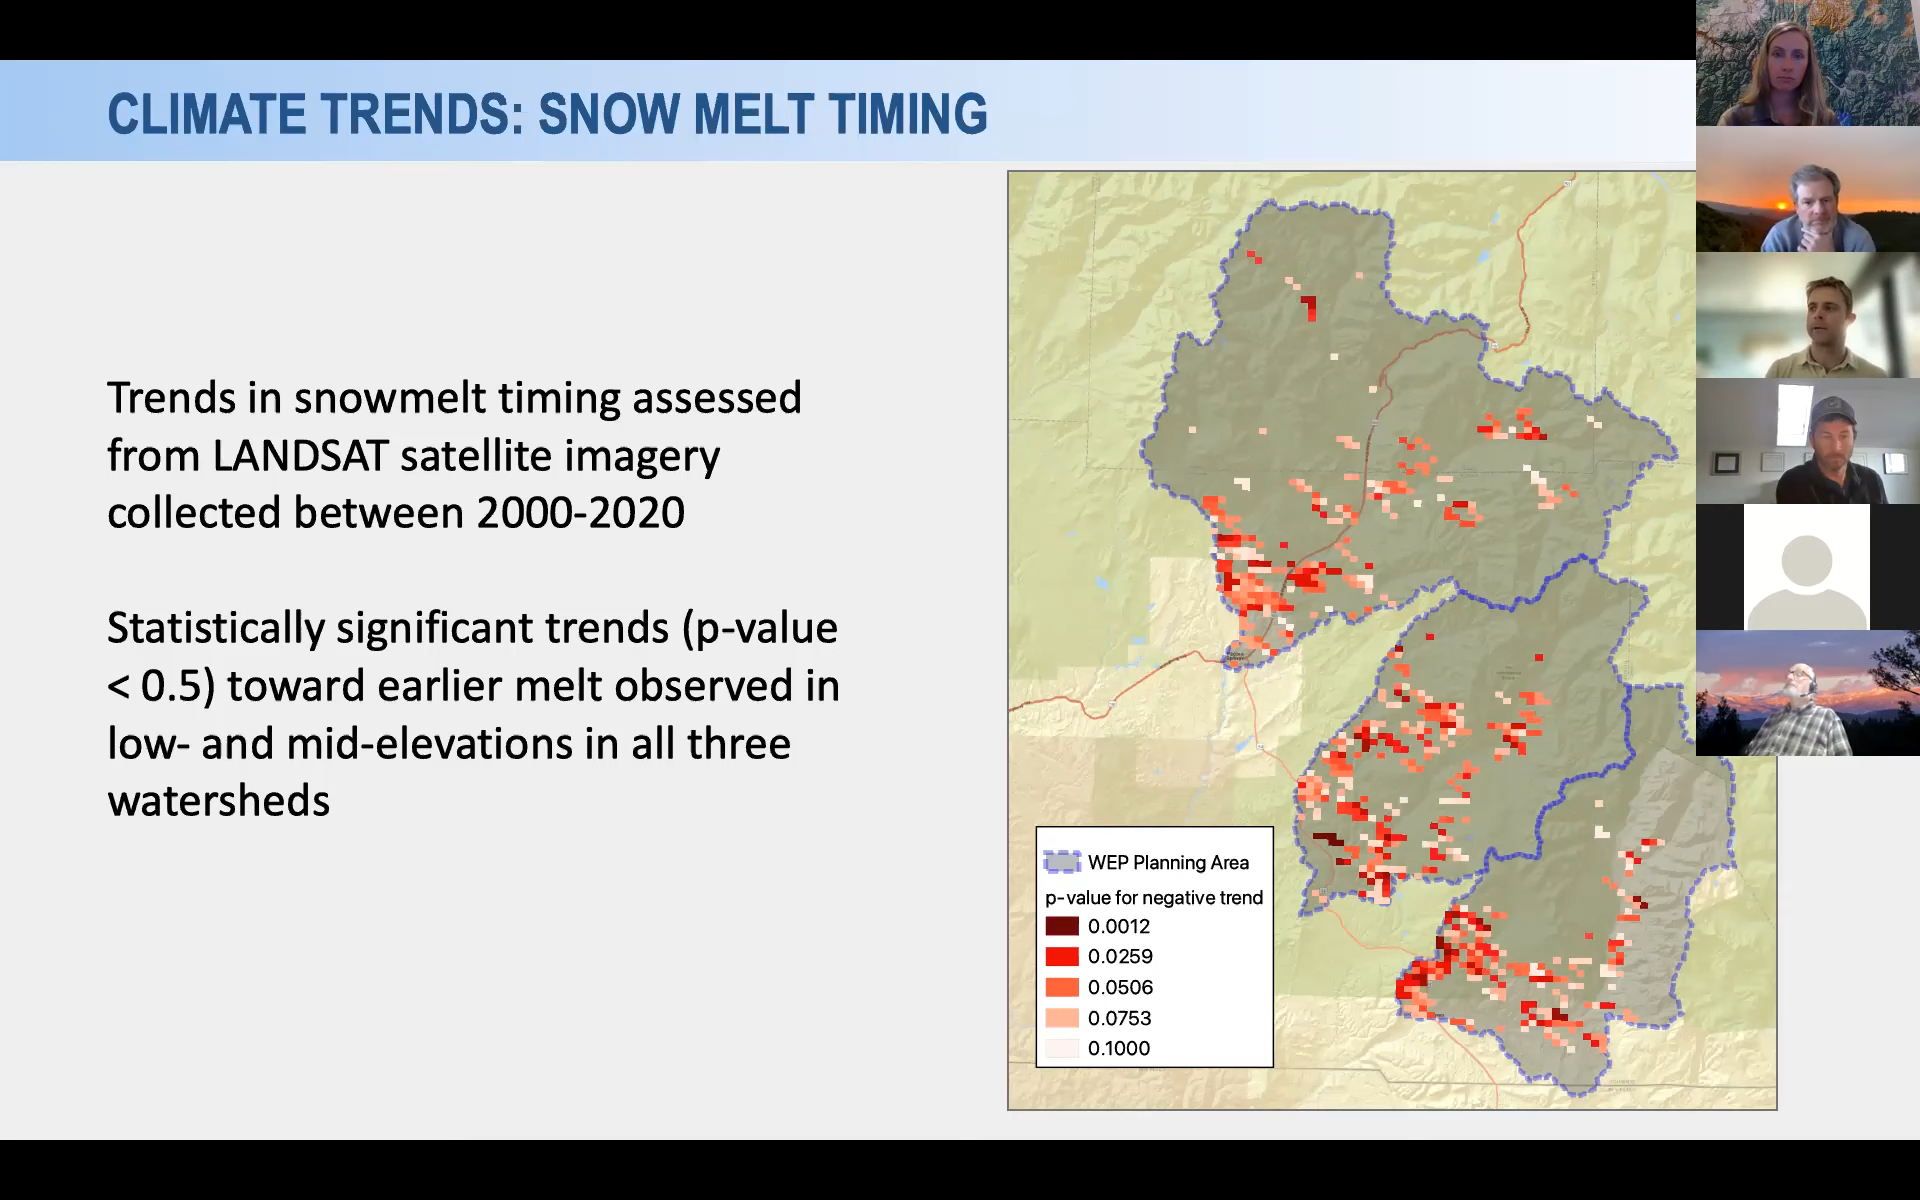 CLIMATE TRENDS: SNOW MELT TIMING
Trends in snowmelt timing assessed
from LANDSAT satellite imagery
collected between 2000-2020
Statistically significant trends (p-value
< 0.5) toward earlier melt observed in
low- and mid-elevations in all three
watersheds
WEP Planning Area
p-value for negative trend
0.0012
0.0259
0.0506
0.0753
0.1000